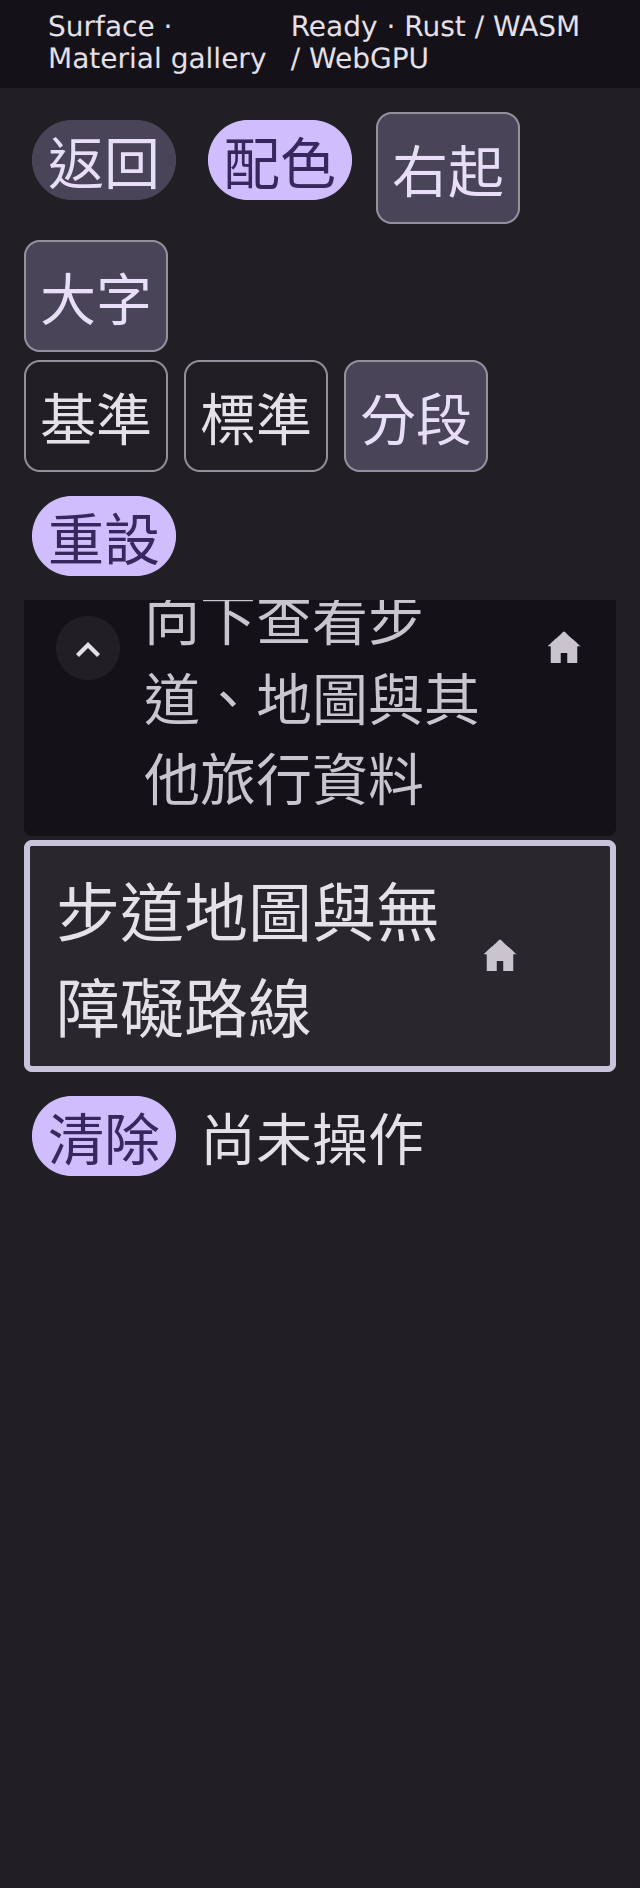 Surface · Material gallery
Ready · Rust / WASM / WebGPU
返回 配色 右起
大字
基準 標準 分段
重設
向下查看步
道、地圖與其
他旅行資料
步道地圖與無
障礙路線
清除 尚未操作